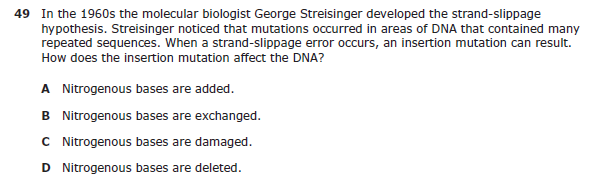 49 In the 1960s the molecular biologist George Streisinger developed the strand-slippage
hypothesis. Streisinger noticed that mutations occurred in areas of DNA that contained many
repeated sequences. When a strand-slippage error occurs, an insertion mutation can result.
How does the insertion mutation affect the DNA?
A Nitrogenous bases are added.
B Nitrogenous bases are exchanged.
C Nitrogenous bases are damaged.
D Nitrogenous bases are deleted.